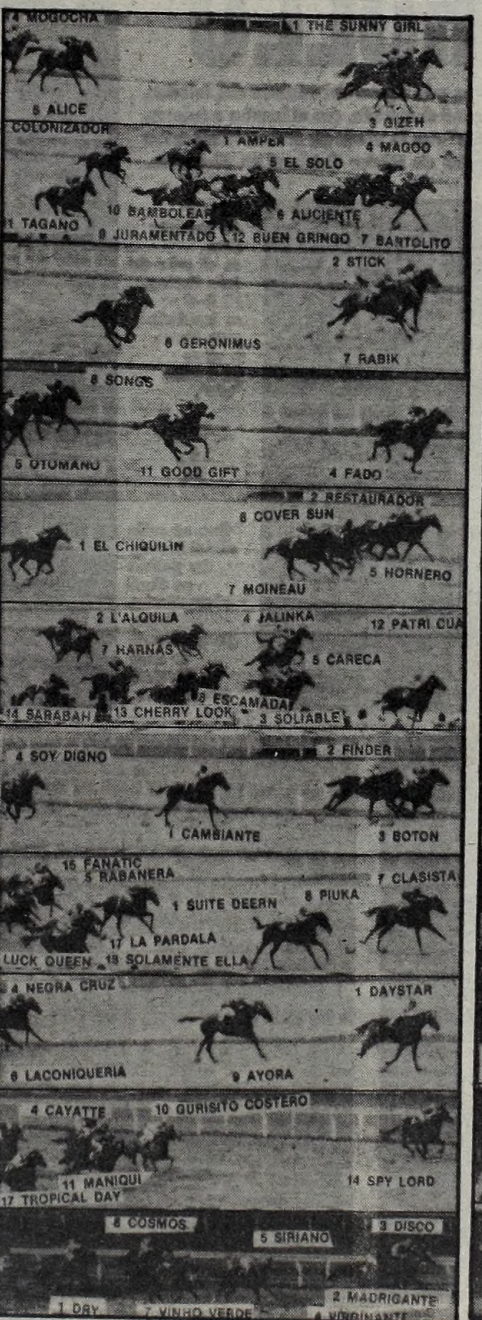 4 MOGOCHA
1 THE SUNNY GIRL
5 ALICE
3 GIZEH
COLONIZADOR
1 AMPER
4 MAGOO
5 EL SOLO
11 TAGANO
10 BAMBOLEAR
6 ALICIENTE
9 JURAMENTADO
12 BUEN GRINGO
7 BANTOLITO
2 STICK
6 GERONIMUS
7 RABIK
8 SONGS
5 OTOMANO
11 GOOD GIFT
4 FADO
2 RESTAURADOR
6 COVER SUN
1 EL CHIQUILIN
5 HORNERO
7 MOINEAU
2 L'ALQUILA
4 JALINKA
12 PATRI CUA
7 HARNAS
5 CARECA
ESCAMADA
14 SARABAH
13 CHERRY LOOK
3 SOLIABLE
4 SOY DIGNO
2 FINDER
1 CAMBIANTE
3 BOTON
15 FANATIC
5 RABANERA
7 CLASISTA
1 SUITE DEERN
8 PIUKA
17 LA PARDALA
LUCK QUEEN
18 SOLAMENTE ELLA
4 NEGRA CRUZ
1 DAYSTAR
6 LACONIQUERIA
9 AYORA
4 CAYATTE
10 GURISITO COSTERO
11 MANIQUI
14 SPY LORD
17 TROPICAL DAY
8 COSMOS
3 DISCO
5 SIRIANO
2 MADRIGANTE
1 DRY
7 VINHO VERDE